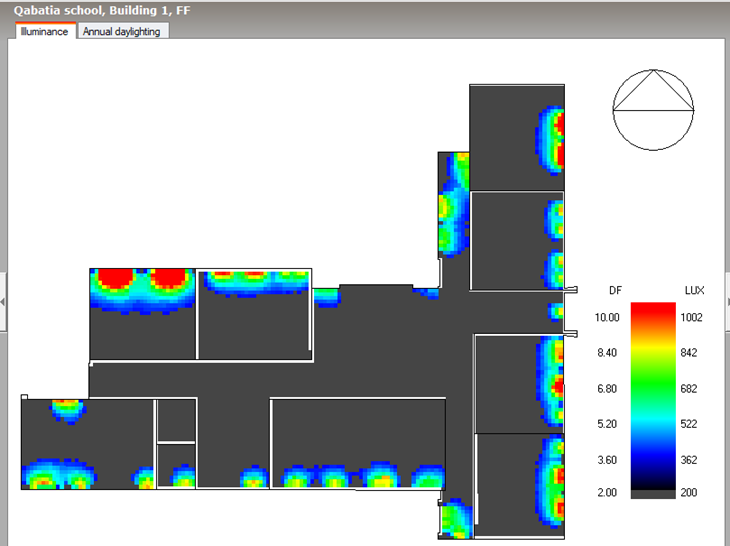 Qabatia school, Building 1, FF
Illuminance
Annual daylighting
DF LUX
10.00 1002
8.40 842
6.80 682
5.20 522
3.60 362
2.00 200